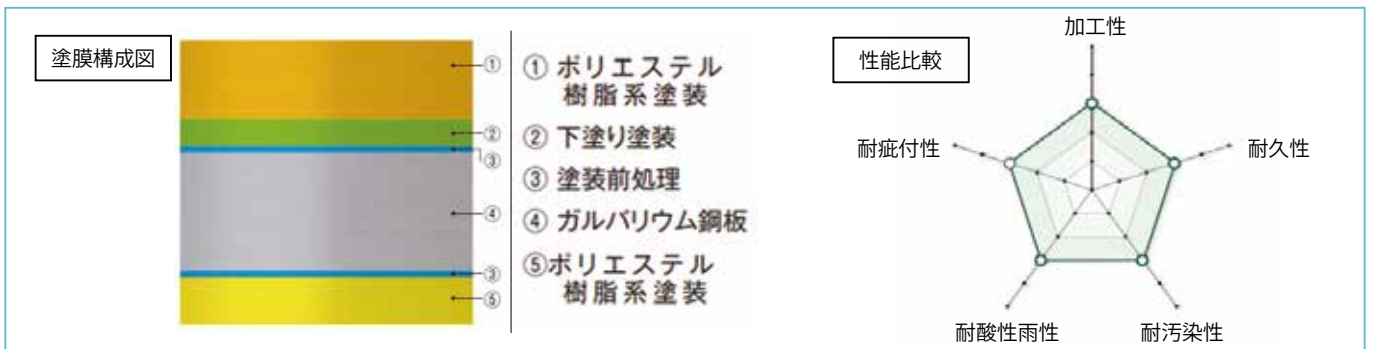 塗膜構成図
①
②
③
④
③
⑤
① ポリエステル
樹脂系塗装
② 下塗り塗装
③ 塗装前処理
④ ガルバリウム鋼板
⑤ポリエステル
樹脂系塗装
性能比較
加工性
耐疵付性
耐久性
耐酸性雨性
耐汚染性